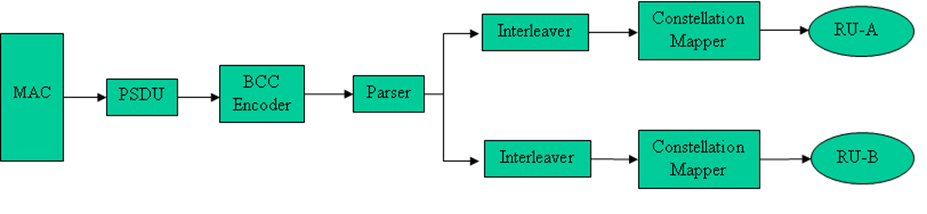 MAC
PSDU
BCC
Encoder
Parser
Interleaver
Constellation
Mapper
RU-A
Interleaver
Constellation
Mapper
RU-B